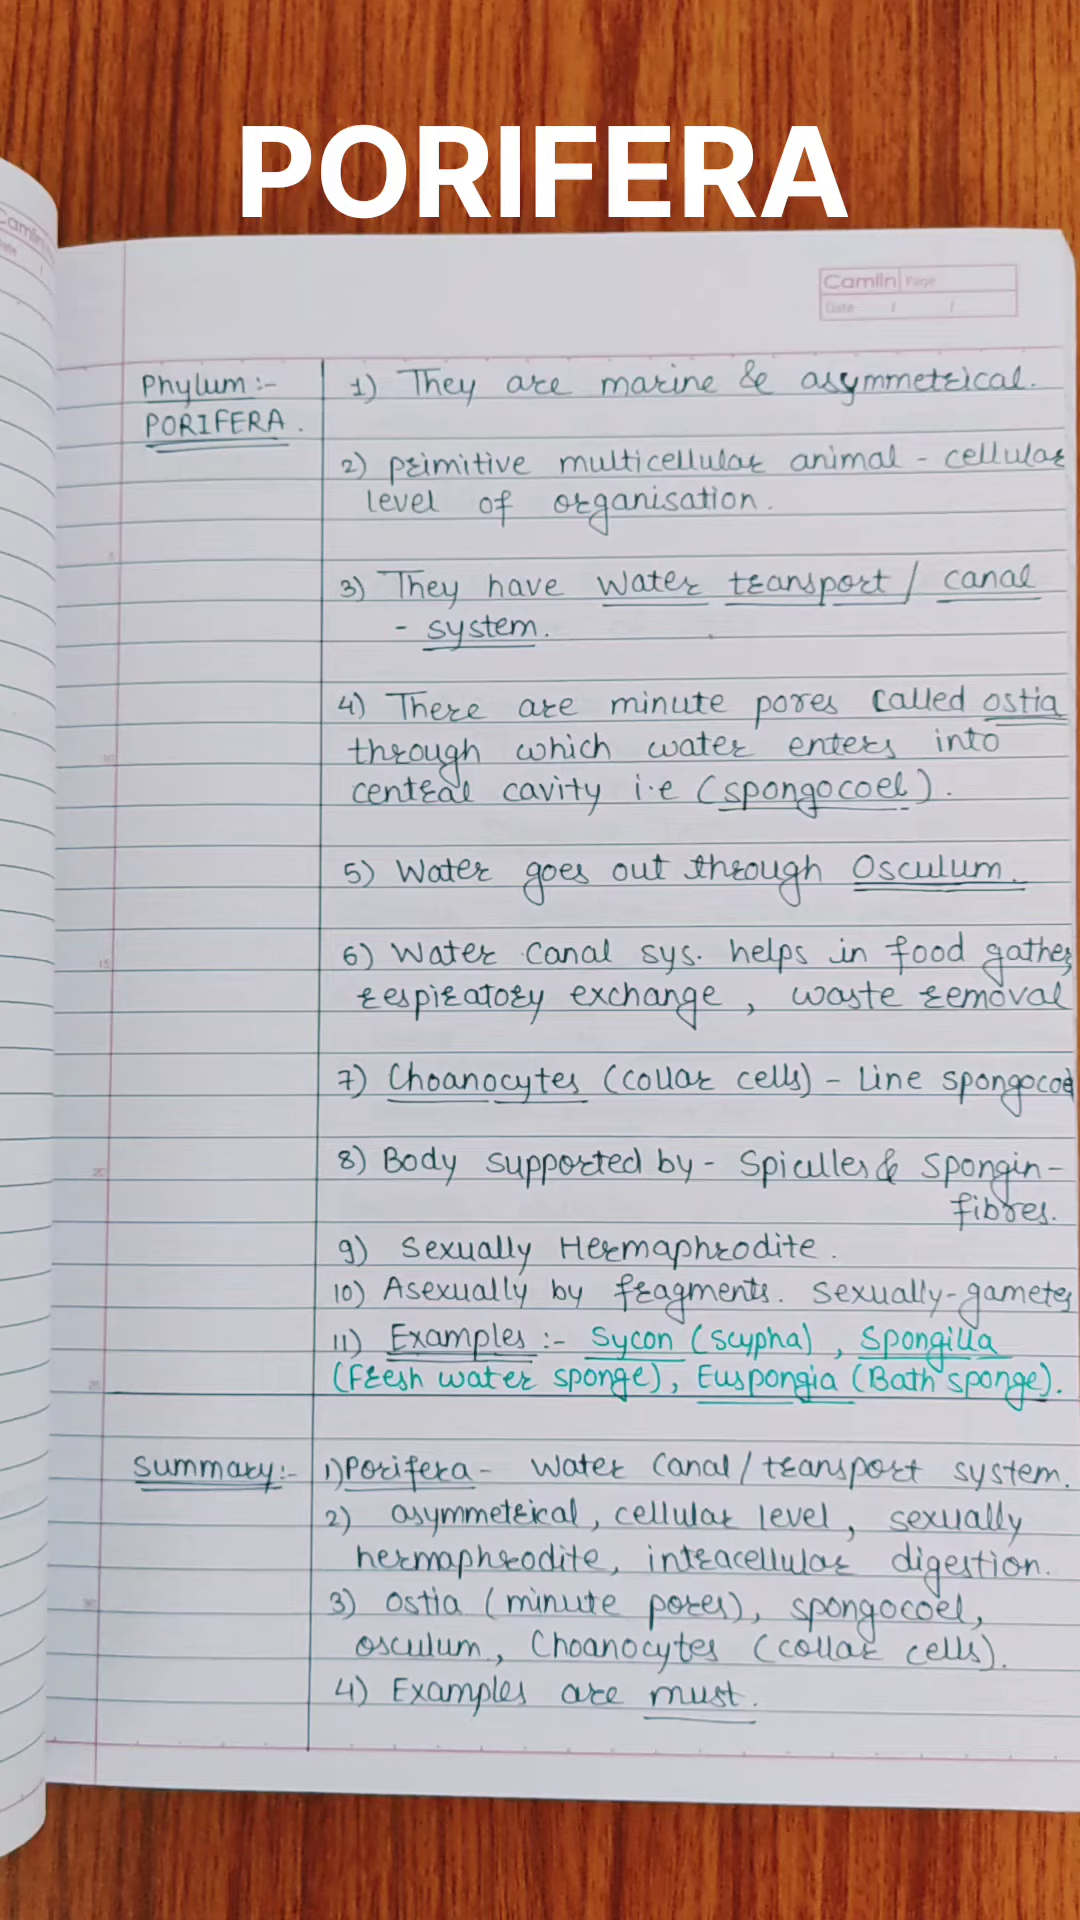 PORIFERA
Camlin Page
Date / /
Phylum :-
PORIFERA.
1) They are marine & asymmetrical.
2) primitive multicellular animal - cellular
level of organisation.
3) They have water transport / canal
- system.
4) There are minute pores called ostia
through which water enters into
central cavity i.e (spongocoel).
5) Water goes out through Osculum.
6) Water canal sys. helps in food gather,
respiratory exchange, waste removal
7) Choanocytes (collar cells) - Line spongocoel
8) Body supported by - Spiculles & spongin -
fibres.
9) Sexually Hermaphrodite.
10) Asexually by fragments. Sexually-gametes
11) Examples :- Sycon (scypha), Spongilla
(Fresh water sponge), Euspongia (Bath sponge).
Summary:-
1) Porifera - Water Canal / transport system.
2) asymmetrical, cellular level, sexually
hermaphrodite, intracellular digestion.
3) Ostia (minute pores), spongocoel,
osculum, Choanocytes (collar cells).
4) Examples are must.